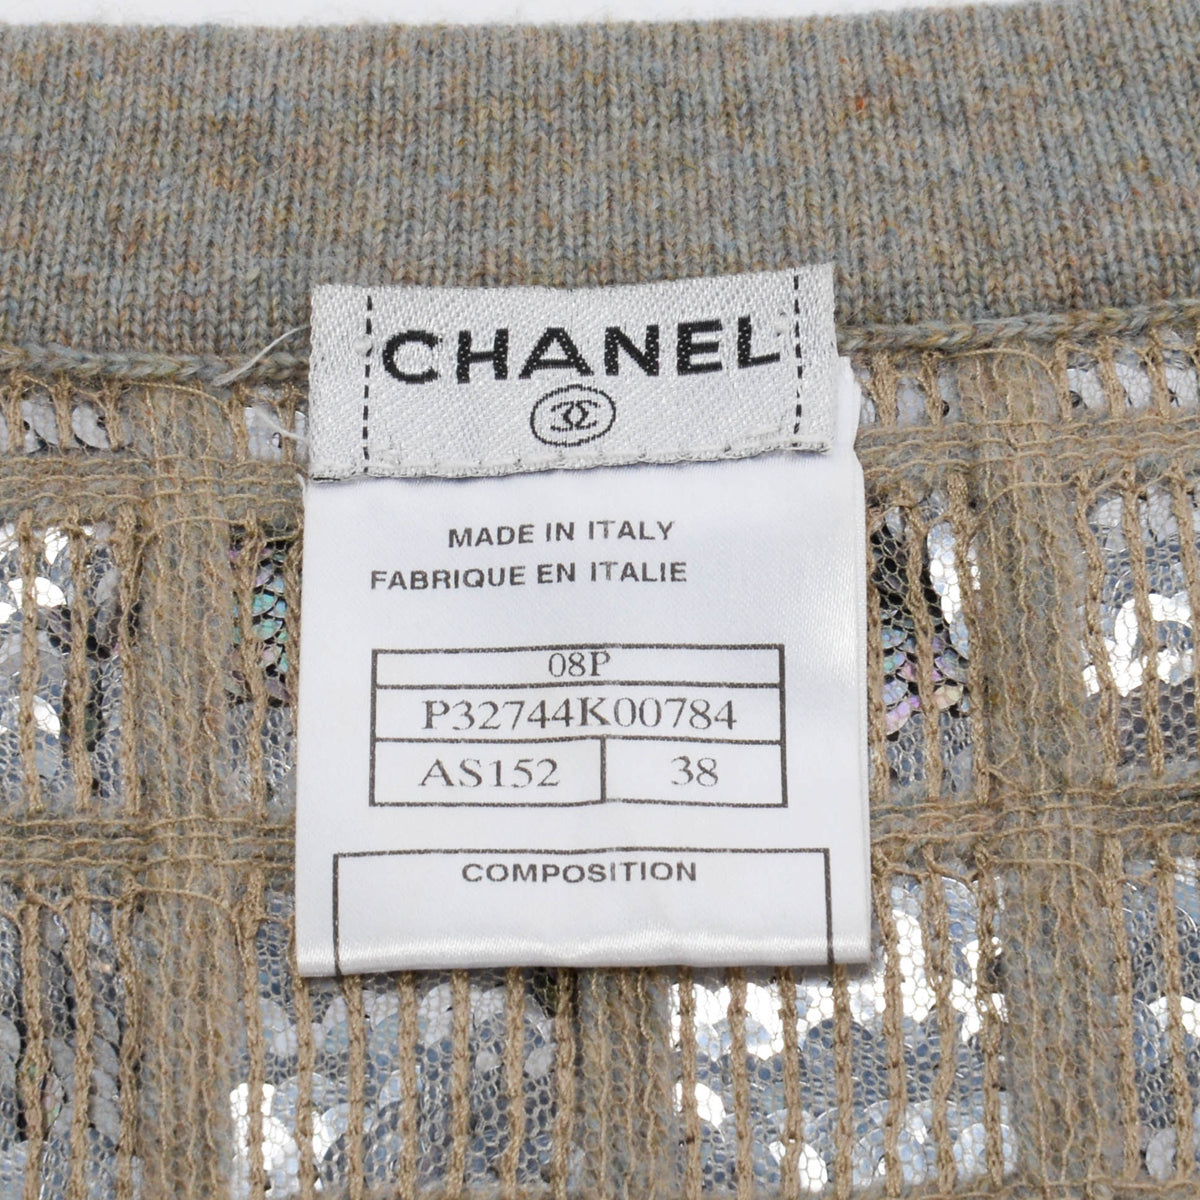 CHANEL
MADE IN ITALY
FABRIQUE EN ITALIE
08P
P32744K00784
AS152 38
COMPOSITION